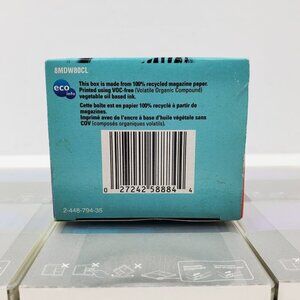 8MDW80CL
eco
info
This box is made from 100% recycled magazine paper.
Printed using VOC-free (Volatile Organic Compound)
vegetable oil based ink.
Cette boîte est en papier 100% recyclé à partir de
magazines.
Imprimé avec de l'encre à base d'huile végétale sans
COV (composés organiques volatils).
0 27242 58884 4
2-448-794-35